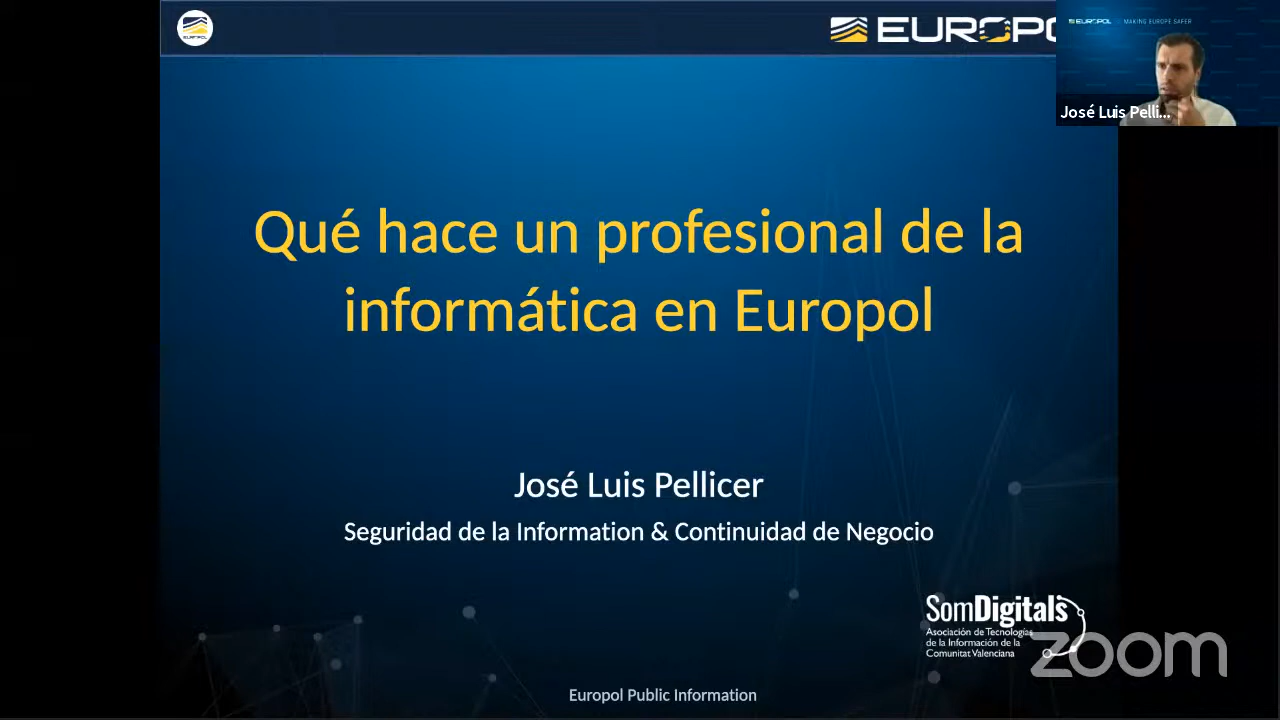 EUROPOL
EUROPO
EUROPOL
MAKING EUROPE SAFER
José Luis Pelli...
Qué hace un profesional de la
informática en Europol
José Luis Pellicer
Seguridad de la Information & Continuidad de Negocio
SomDigitals
Asociación de Tecnologías
de la Información de la
Comunitat Valenciana
zoom
Europol Public Information